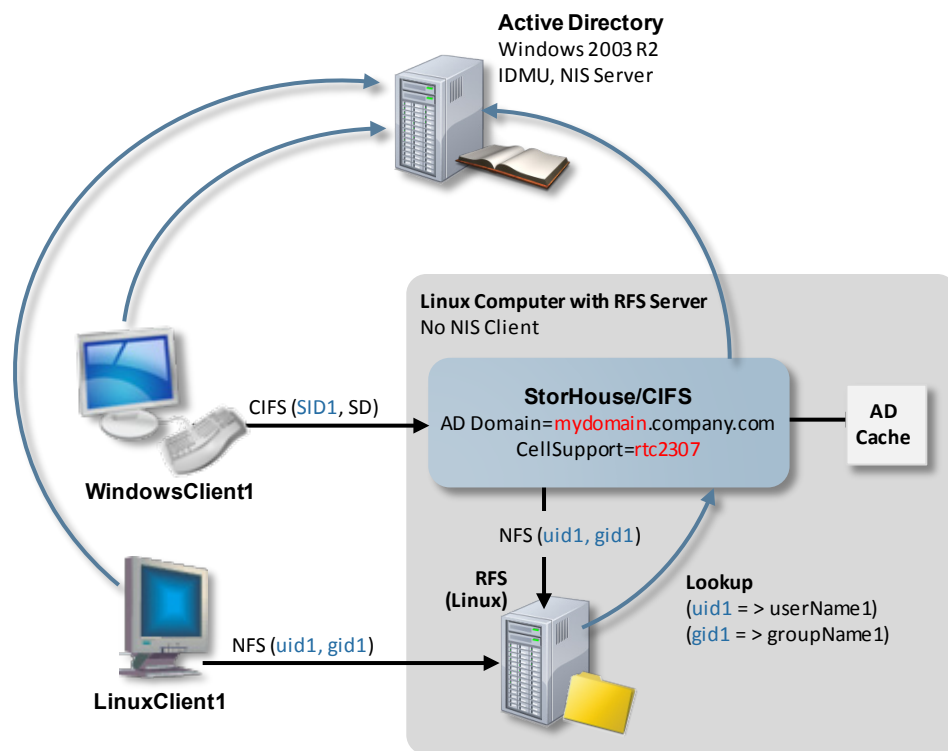 Active Directory
Windows 2003 R2
IDMU, NIS Server
Linux Computer with RFS Server
No NIS Client
StorHouse/CIFS
AD Domain=mydomain.company.com
CellSupport=rtc2307
AD
Cache
CIFS (SID1, SD)
WindowsClient1
NFS (uid1, gid1)
RFS
(Linux)
Lookup
(uid1 = > userName1)
(gid1 = > groupName1)
NFS (uid1, gid1)
LinuxClient1